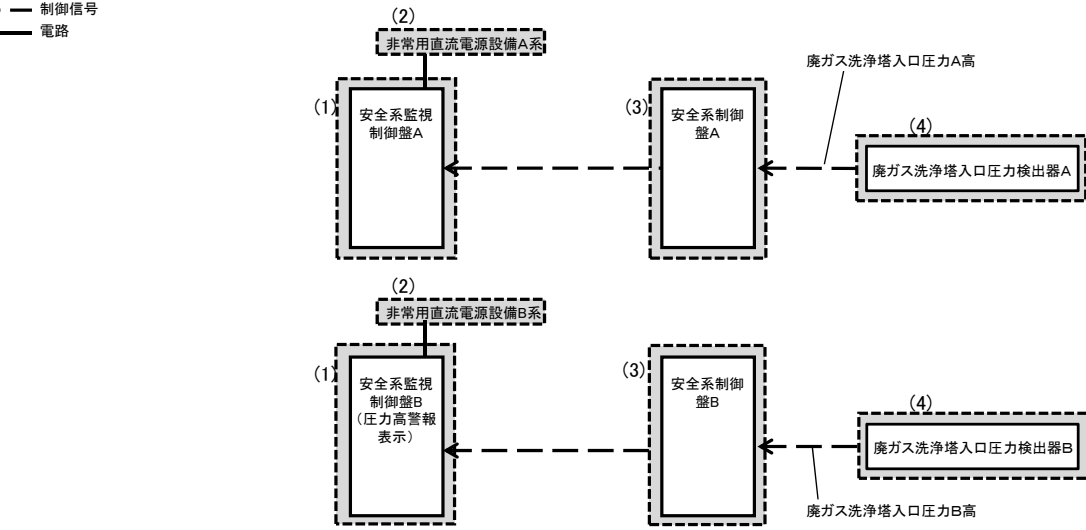 制御信号
電路
(2)
非常用直流電源設備A系
廃ガス洗浄塔入口圧力A高
(1)
安全系監視
制御盤A
(3)
安全系制御
盤A
(4)
廃ガス洗浄塔入口圧力検出器A
(2)
非常用直流電源設備B系
(1)
安全系監視
制御盤B
(圧力高警報
表示)
(3)
安全系制御
盤B
(4)
廃ガス洗浄塔入口圧力検出器B
廃ガス洗浄塔入口圧力B高